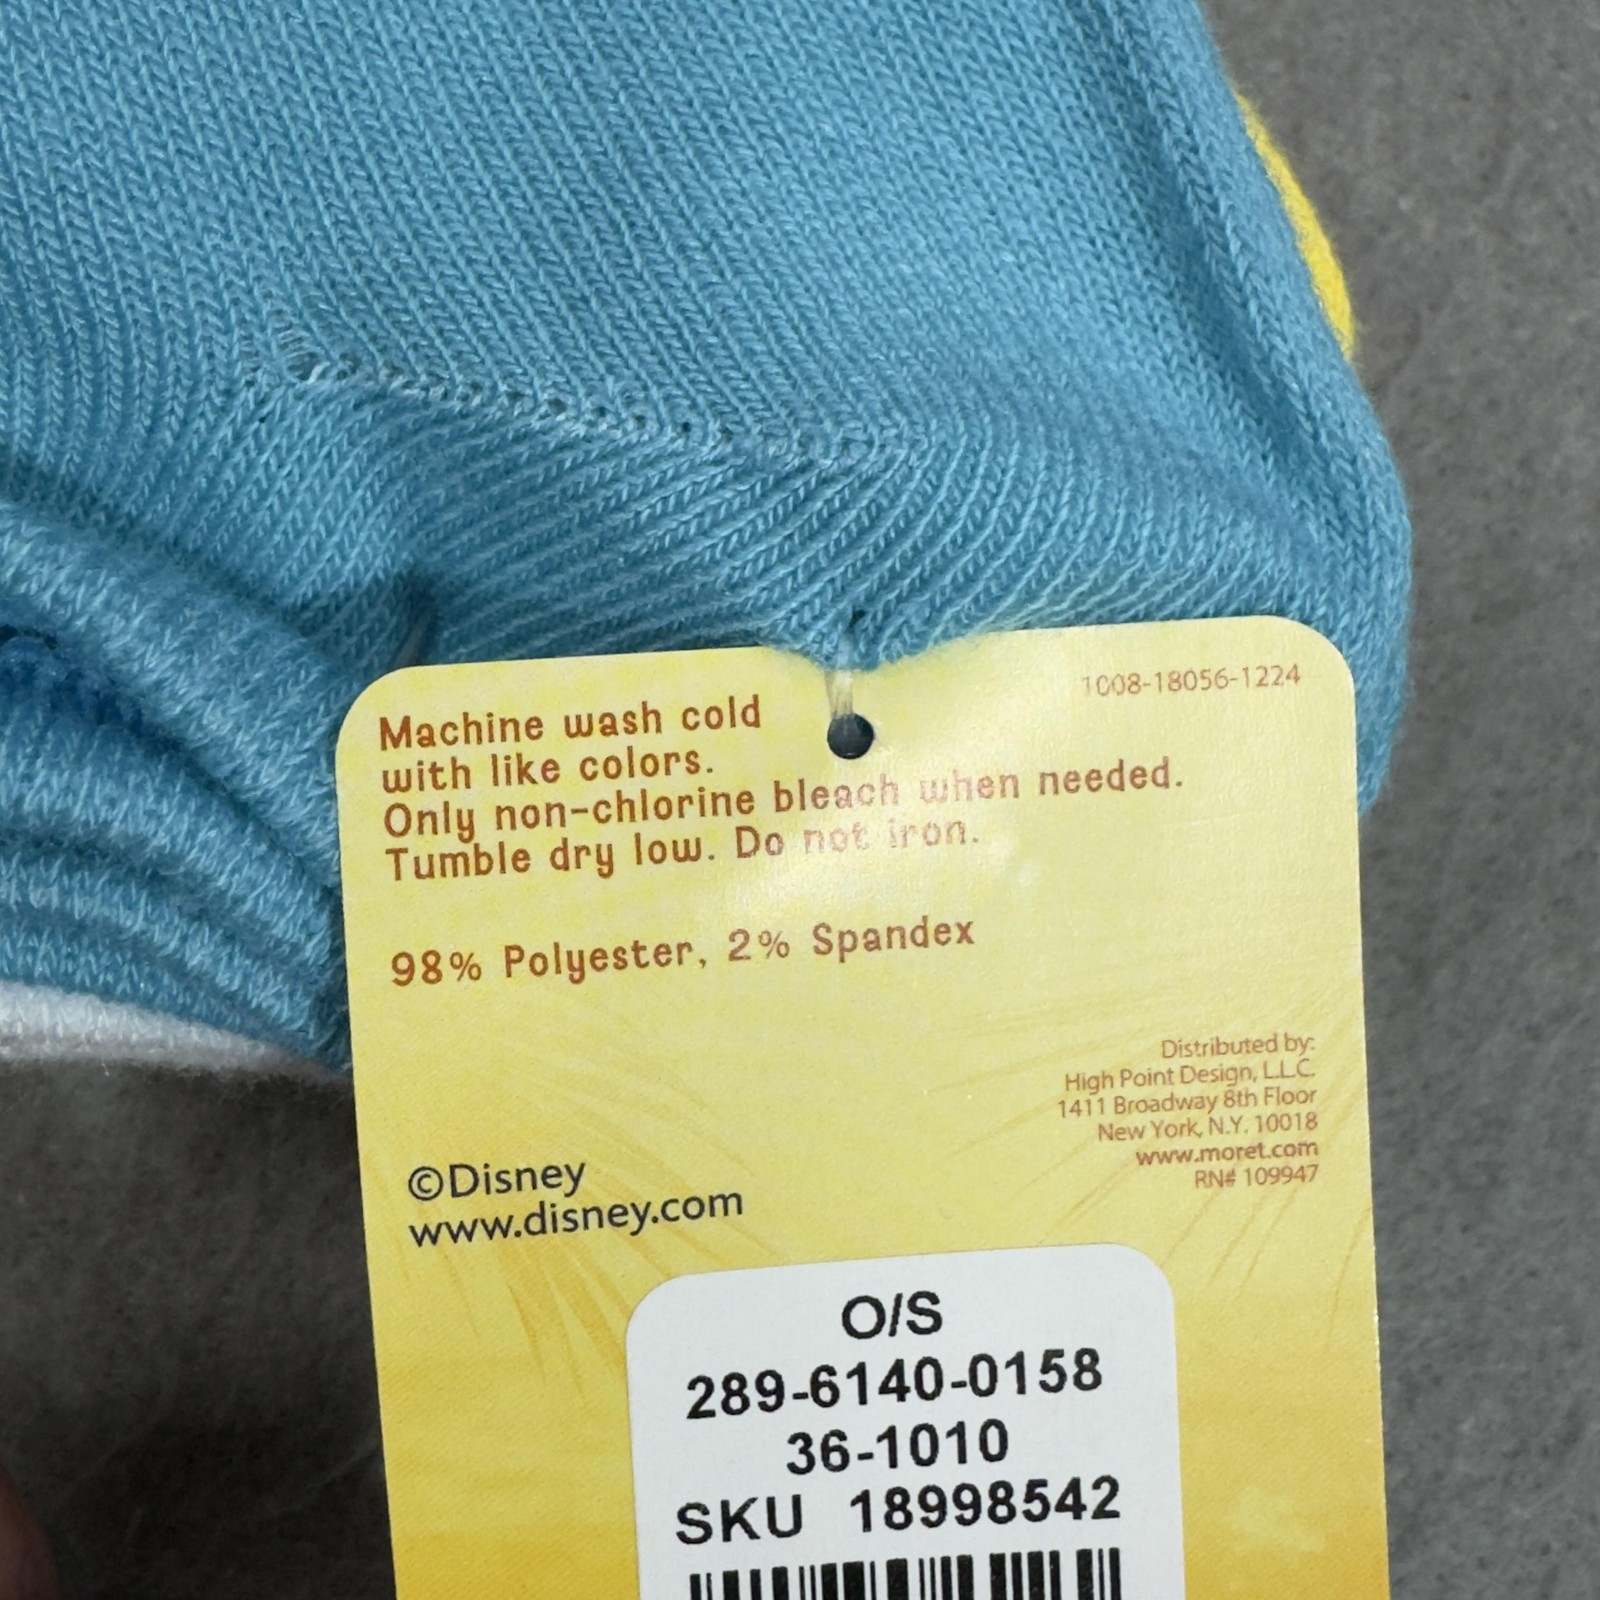 1008-18056-1224
Machine wash cold
with like colors.
Only non-chlorine bleach when needed.
Tumble dry low. Do not iron.
98% Polyester, 2% Spandex
Distributed by:
High Point Design, L.L.C.
1411 Broadway 8th Floor
New York, N.Y. 10018
www.moret.com
RN# 109947
©Disney
www.disney.com
O/S
289-6140-0158
36-1010
SKU 18998542